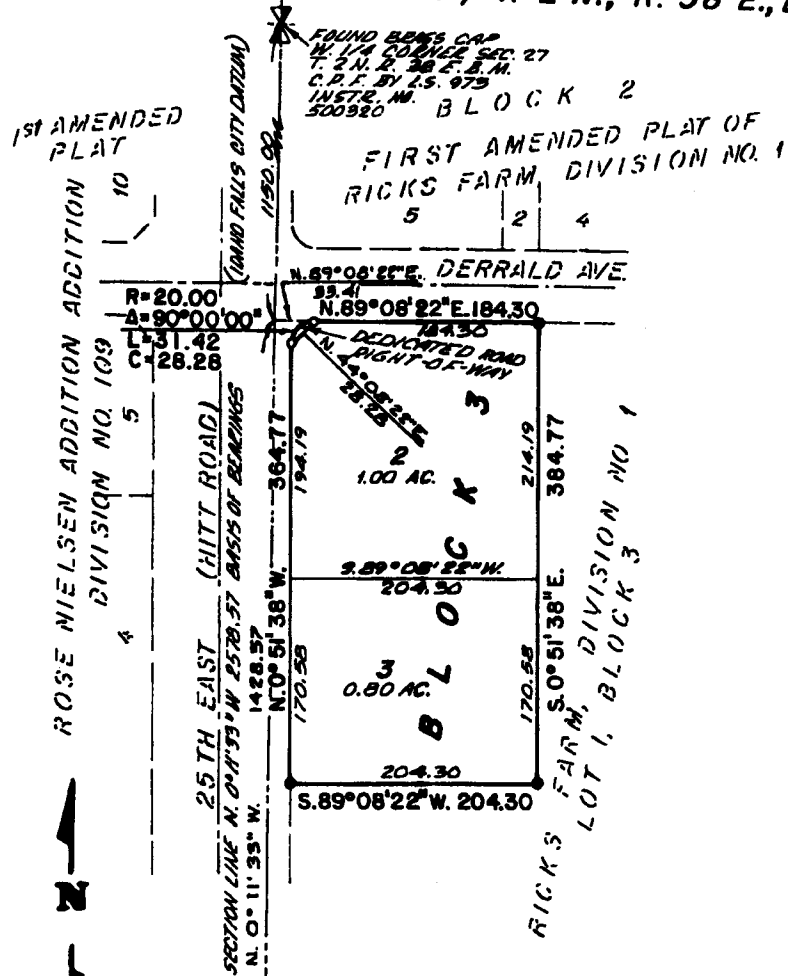 FOUND BRASS CAP
W. 1/4 CORNER SEC. 27
T. 2 N. R. 38 E. B.M.
C.P.F. BY L.S. 973
INSTR. NO.
500320
BLOCK 2
1st AMENDED
PLAT
FIRST AMENDED PLAT OF
RICKS FARM, DIVISION NO. 1
(IDAHO FALLS CITY DATUM)
1150.00
10
5
2
4
DERRALD AVE.
N.89°08'22"E.
33.41
R=20.00'
Δ=90°00'00"
L=31.42
C=28.28
N.89°08'22"E.184.30
184.30
DEDICATED ROAD
RIGHT-OF-WAY
N. 44°08'22"E.
28.28
ROSE NIELSEN ADDITION ADDITION
DIVISION NO. 109
5
4
25TH EAST (HITT ROAD)
SECTION LINE N. 0°11'33"W 2578.57 BASIS OF BEARINGS
N. 0° 11' 33" W.
1428.57
N. 0° 51' 38" W. 364.77
194.19
170.58
2
1.00 AC.
BLOCK 3
S.89°08'22"W.
204.30
3
0.80 AC.
214.19
170.58
S. 0° 51' 38" E. 384.77
204.30
S.89°08'22"W. 204.30
RICKS FARM, DIVISION NO 1
LOT 1, BLOCK 3
N